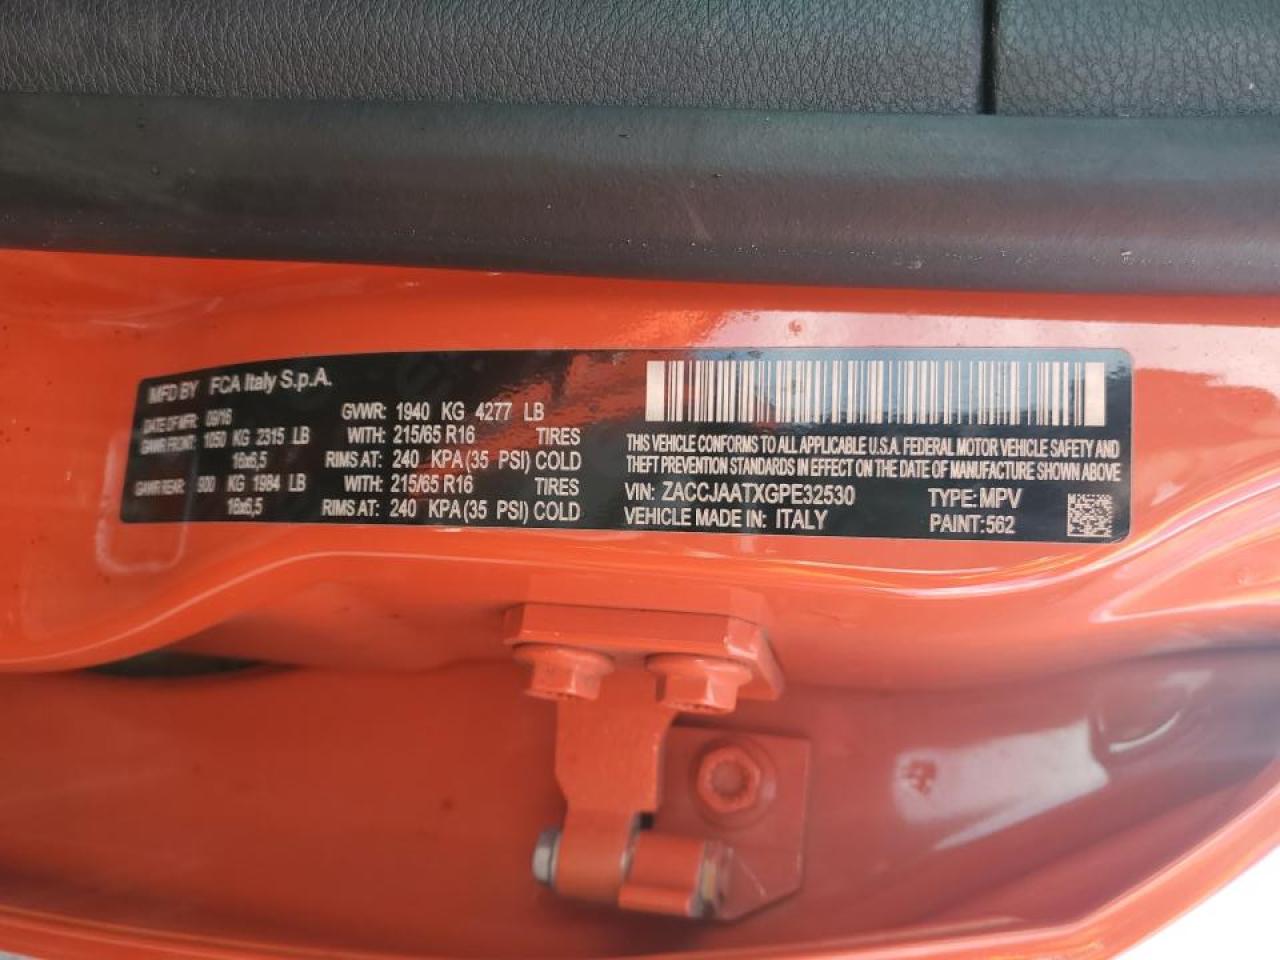 MFD BY FCA Italy S.p.A.
DATE OF MFR 09/16 GVWR: 1940 KG 4277 LB
GAWR FRONT: 1050 KG 2315 LB WITH: 215/65 R16 TIRES
16x6,5 RIMS AT: 240 KPA (35 PSI) COLD
GAWR REAR: 900 KG 1984 LB WITH: 215/65 R16 TIRES
16x6,5 RIMS AT: 240 KPA (35 PSI) COLD
THIS VEHICLE CONFORMS TO ALL APPLICABLE U.S.A. FEDERAL MOTOR VEHICLE SAFETY AND
THEFT PREVENTION STANDARDS IN EFFECT ON THE DATE OF MANUFACTURE SHOWN ABOVE
VIN: ZACCJAATXGPE32530 TYPE: MPV
VEHICLE MADE IN: ITALY PAINT: 562